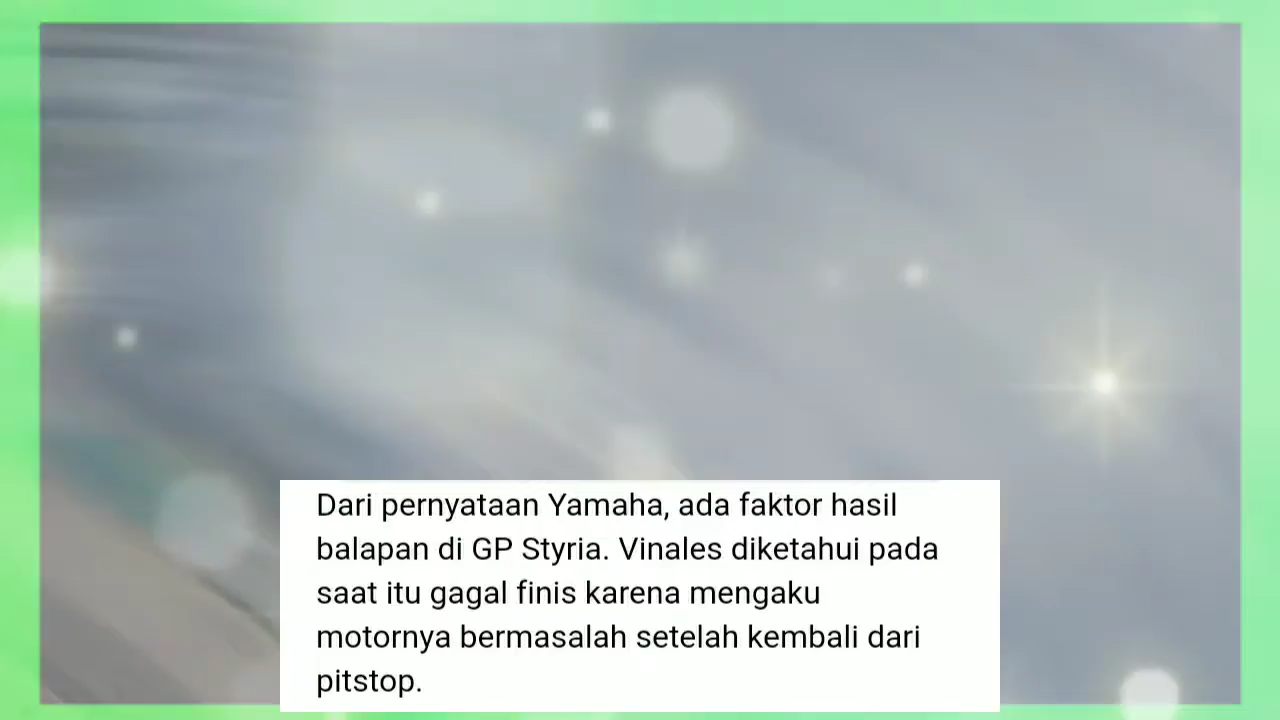 Dari pernyataan Yamaha, ada faktor hasil
balapan di GP Styria. Vinales diketahui pada
saat itu gagal finis karena mengaku
motornya bermasalah setelah kembali dari
pitstop.